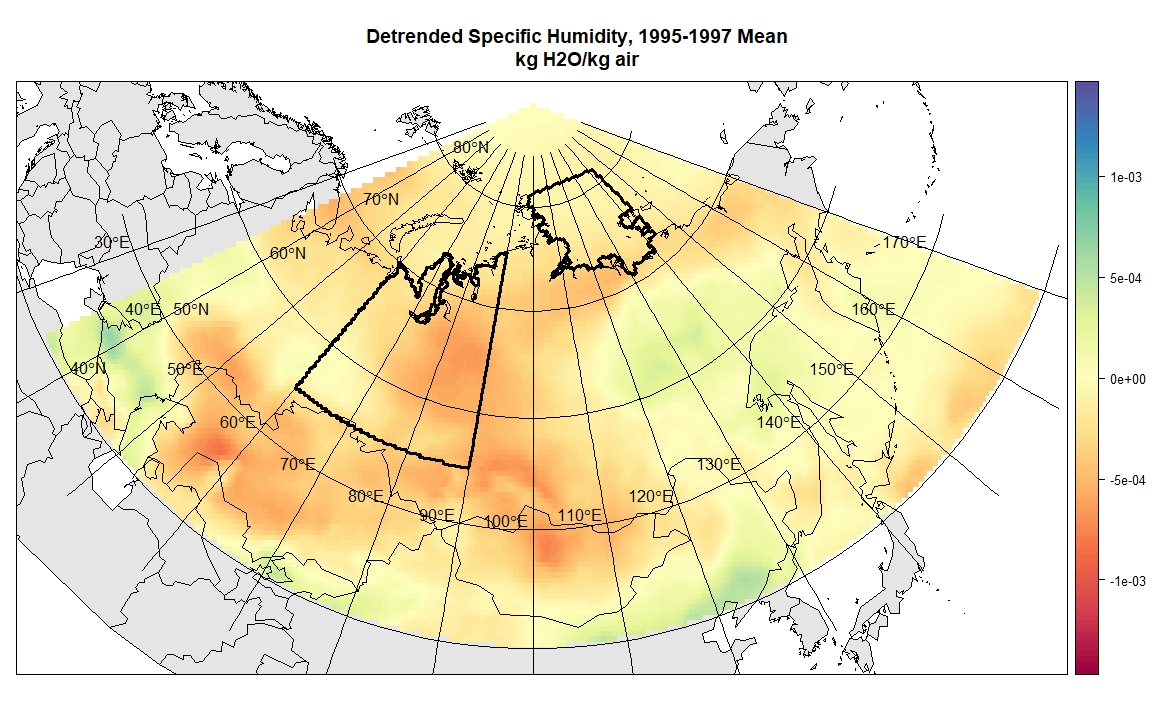 Detrended Specific Humidity, 1995-1997 Mean
kg H2O/kg air
80°N
70°N
60°N
50°N
40°N
30°E
40°E
50°E
60°E
70°E
80°E
90°E
100°E
110°E
120°E
130°E
140°E
150°E
160°E
170°E
1e-03
5e-04
0e+00
-5e-04
-1e-03